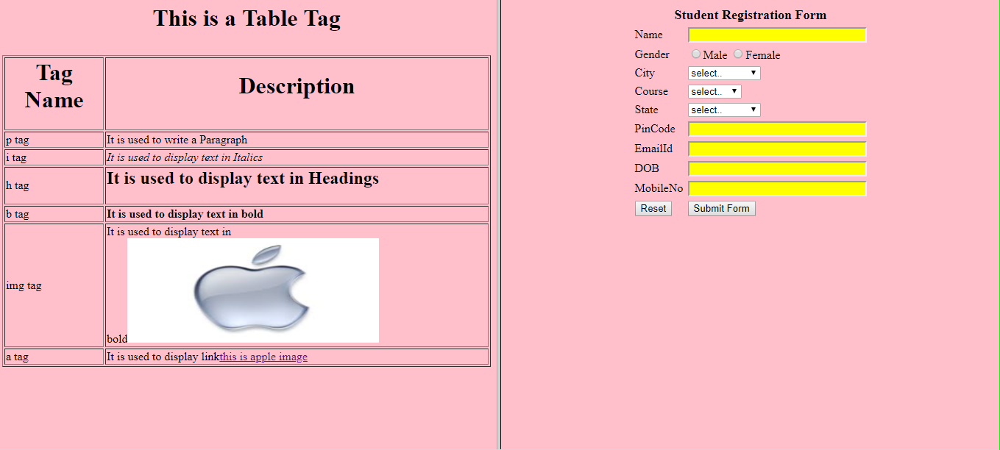 This is a Table Tag
Tag
Name
Description
p tag
It is used to write a Paragraph
i tag
It is used to display text in Italics
h tag
It is used to display text in Headings
b tag
It is used to display text in bold
img tag
It is used to display text in
bold
a tag
It is used to display linkthis is apple image
Student Registration Form
Name
Gender Male Female
City select..
Course select..
State select..
PinCode
EmailId
DOB
MobileNo
Reset Submit Form